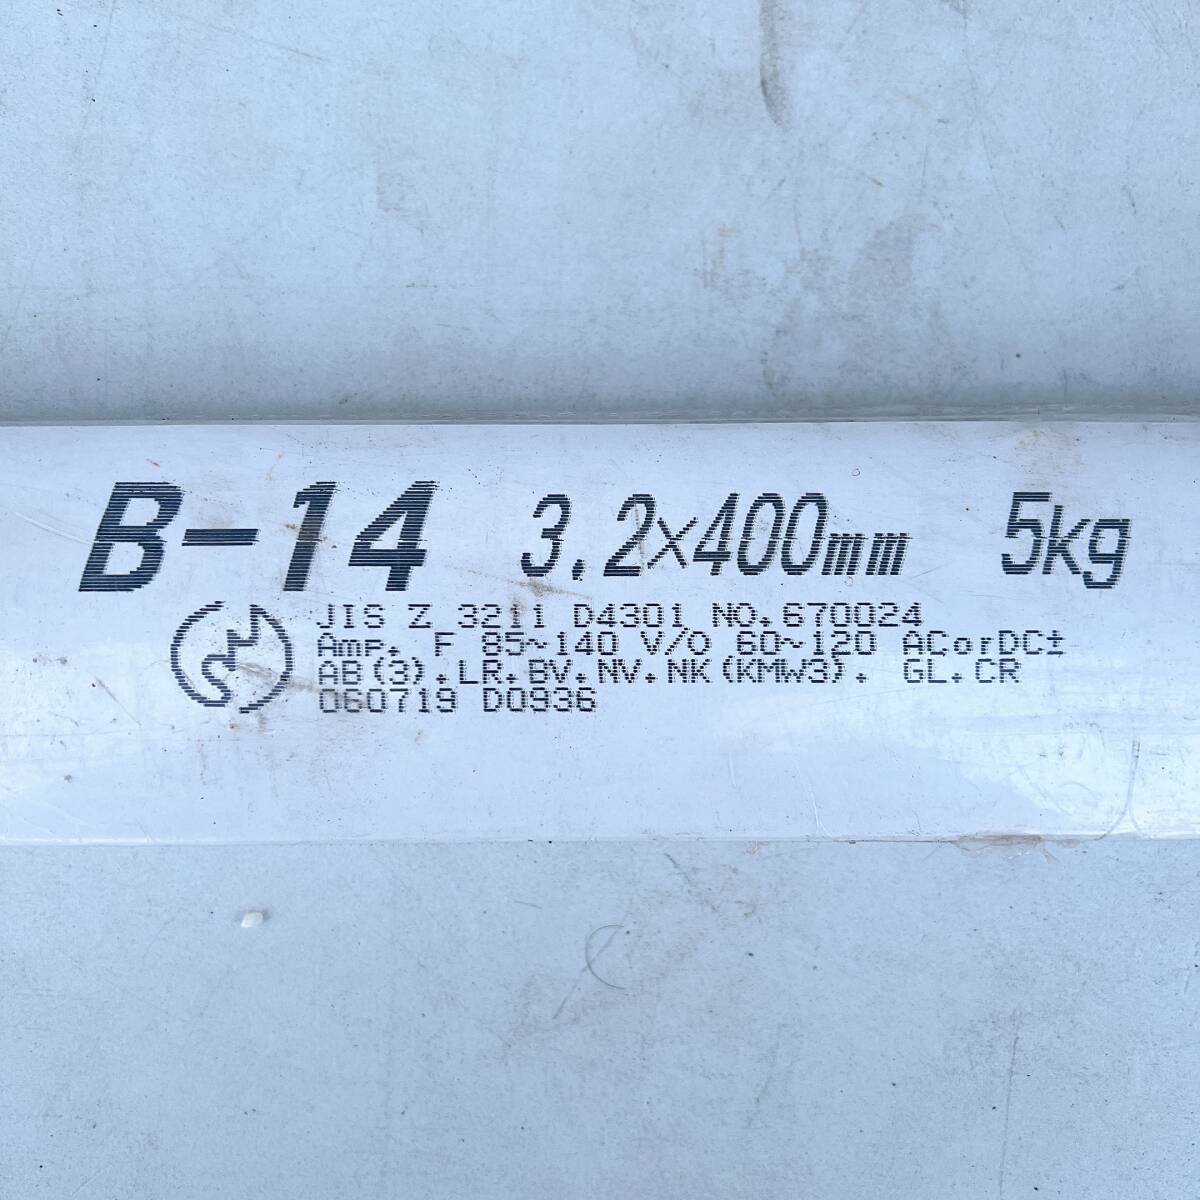 B-14 3.2×400mm 5kg
JIS Z 3211 D4301 NO.670024
Amp. F 85~140 V/O 60~120 ACorDC±
AB(3).LR.BV.NV.NK(KMW3). GL.CR
060719 D0936